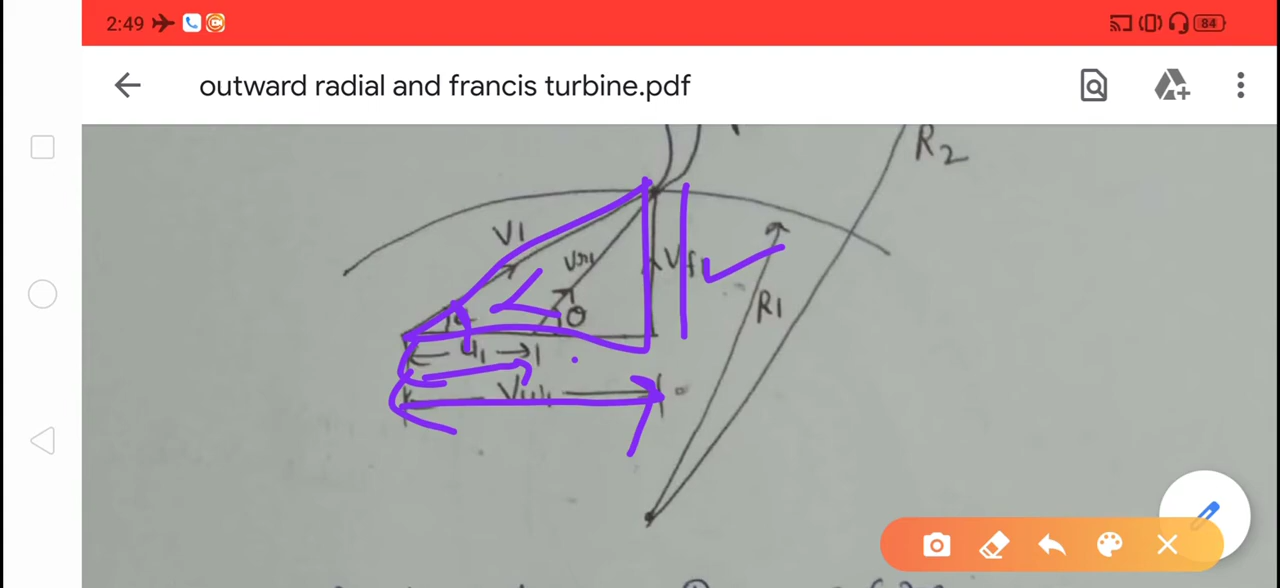 2:49
84
outward radial and francis turbine.pdf
R2
V1
Vr1
Vf1
R1
θ
u1
Vw1